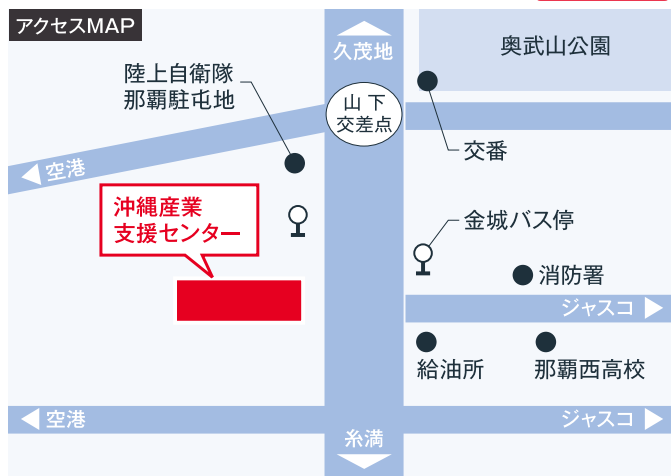 アクセスMAP
久茂地
奥武山公園
陸上自衛隊
那覇駐屯地
山下
交差点
交番
空港
沖縄産業
支援センター
金城バス停
消防署
ジャスコ
給油所
那覇西高校
空港
ジャスコ
糸満